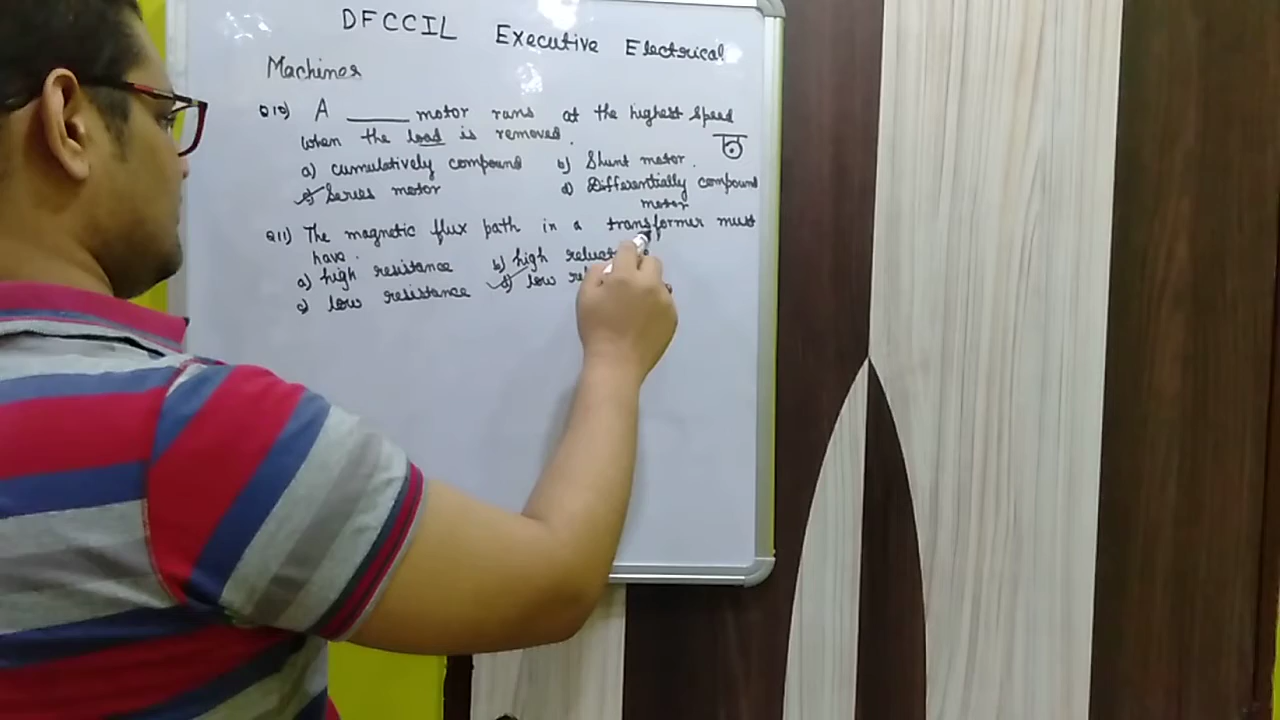 DFCCIL Executive Electrical
Machines
Q10) A ______ motor runs at the highest speed
when the load is removed.
a) cumulatively compound b) Shunt motor.
c) Series motor d) Differentially compound
motor
Q11) The magnetic flux path in a transformer must
have.
a) high resistance b) high
c) low resistance d) low